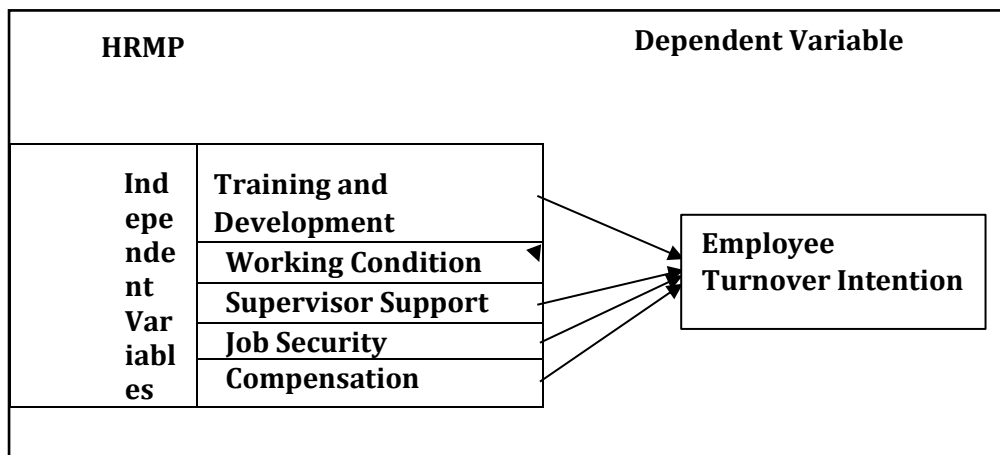 HRMP
Dependent Variable
Ind
epe
nde
nt
Var
iabl
es
Training and
Development
Working Condition
Supervisor Support
Job Security
Compensation
Employee
Turnover Intention